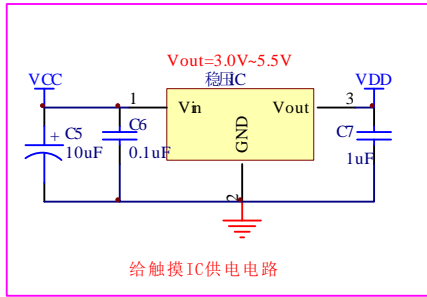 Vout=3.0V~5.5V
稳压IC
VCC
VDD
1
3
Vin
Vout
GND
2
+
C5
10uF
C6
0.1uF
C7
1uF
给触摸IC供电电路